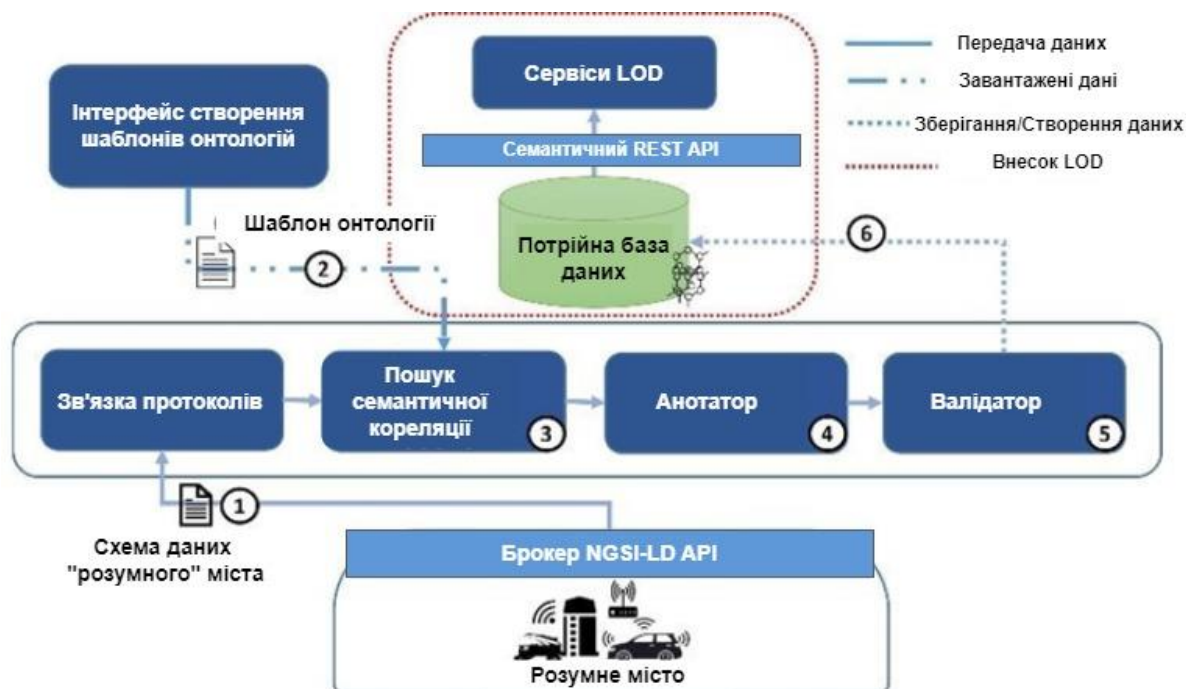 Сервіси LOD
Передача даних
Завантажені дані
Зберігання/Створення даних
Внесок LOD
Інтерфейс створення
шаблонів онтологій
Семантичний REST API
Шаблон онтології
Потрійна база
даних
2
6
Зв'язка протоколів
Пошук
семантичної
кореляції
3
Анотатор
4
Валідатор
5
1
Схема даних
"розумного" міста
Брокер NGSI-LD API
Розумне місто